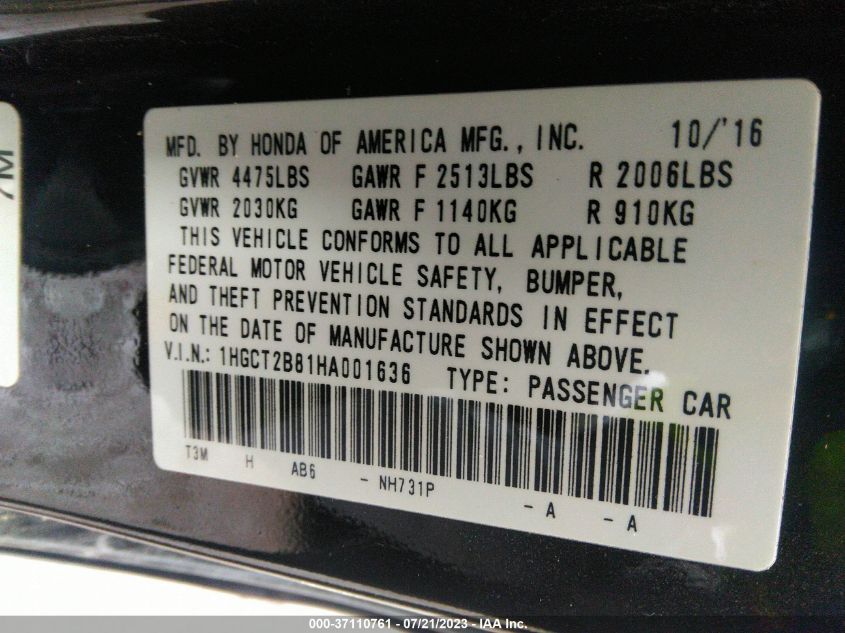 7M
MFD. BY HONDA OF AMERICA MFG., INC. 10/'16
GVWR 4475LBS GAWR F 2513LBS R 2006LBS
GVWR 2030KG GAWR F 1140KG R 910KG
THIS VEHICLE CONFORMS TO ALL APPLICABLE
FEDERAL MOTOR VEHICLE SAFETY, BUMPER,
AND THEFT PREVENTION STANDARDS IN EFFECT
ON THE DATE OF MANUFACTURE SHOWN ABOVE.
V.I.N.: 1HGCT2B81HA001636 TYPE: PASSENGER CAR
T3M H AB6 - NH731P - A - A
000-37110761 - 07/21/2023 - IAA Inc.